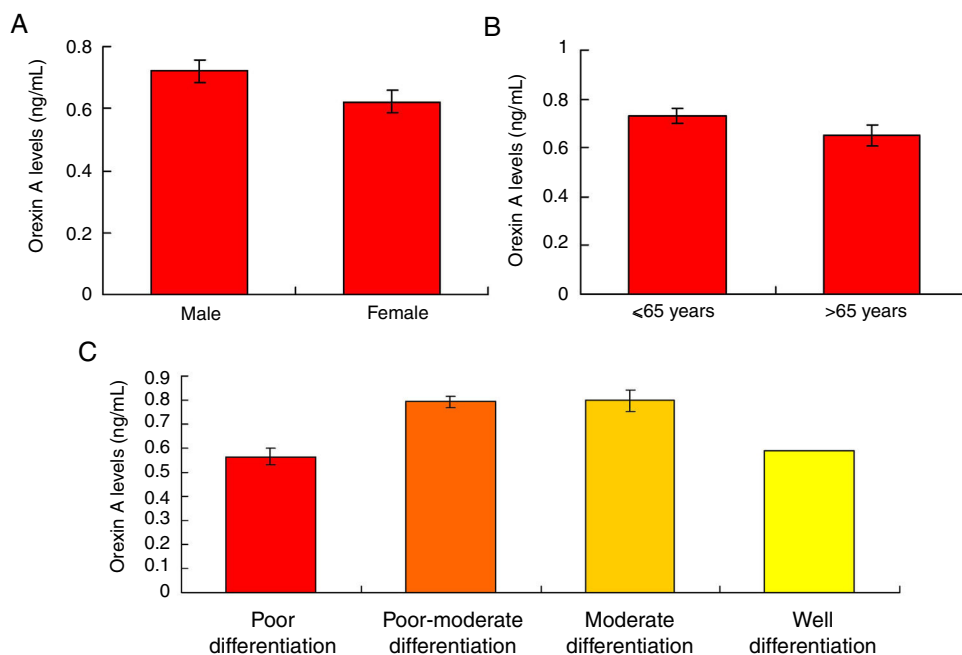 A
Orexin A levels (ng/mL)
0.8
0.6
0.4
0.2
0
Male Female
B
Orexin A levels (ng/mL)
1
0.8
0.6
0.4
0.2
0
⩽65 years >65 years
C
Orexin A levels (ng/mL)
0.9
0.8
0.7
0.6
0.5
0.4
0.3
0.2
0.1
0
Poor Poor-moderate Moderate Well
differentiation differentiation differentiation differentiation